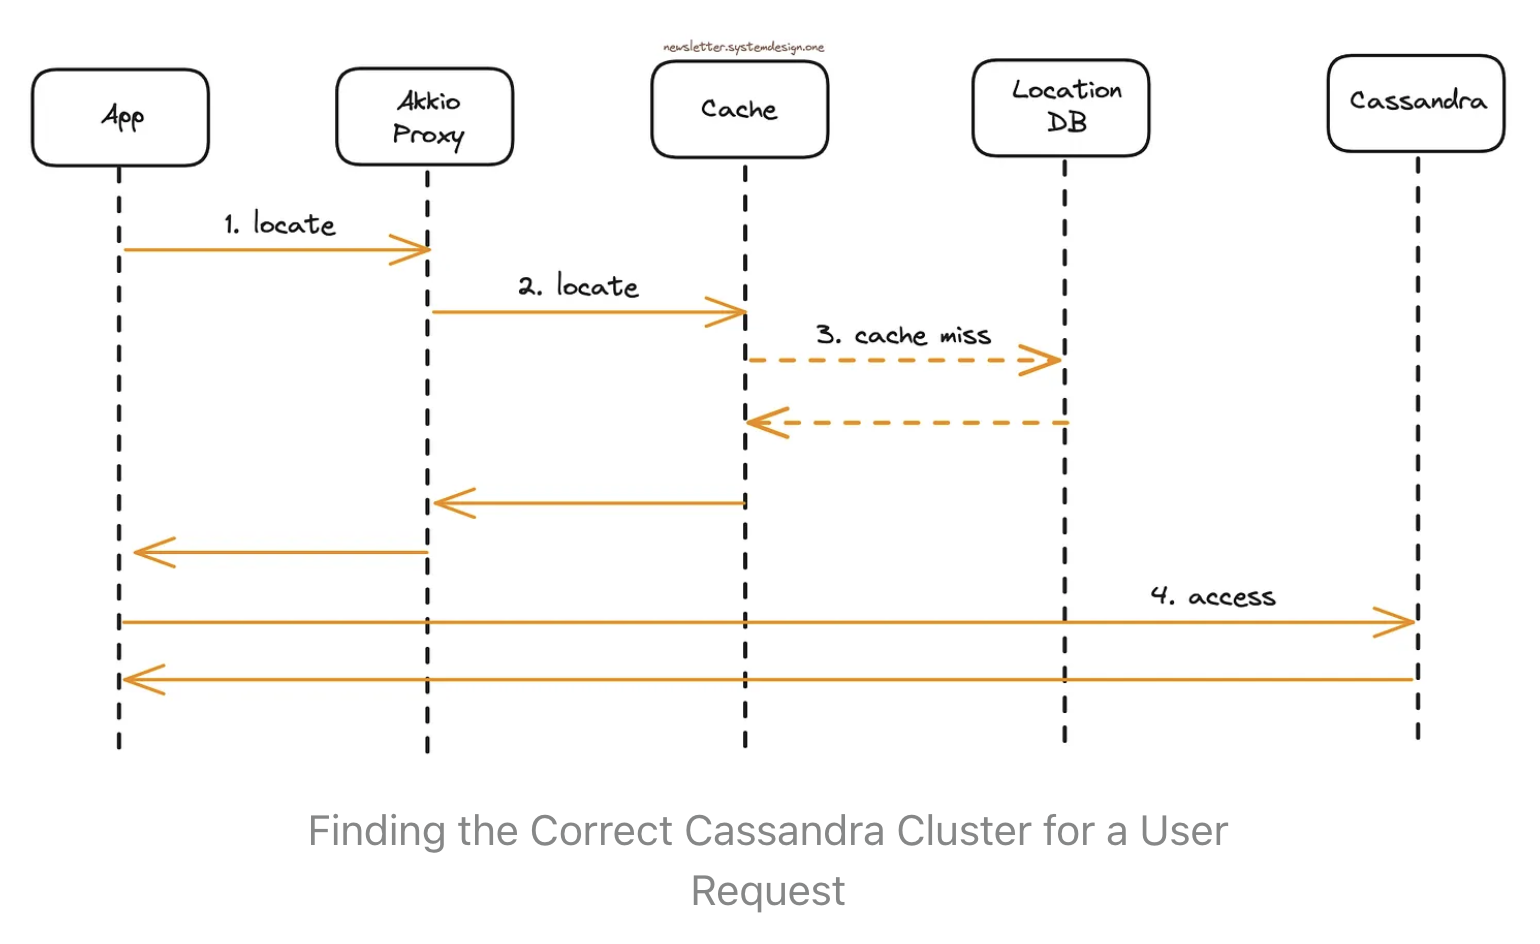 newsletter.systemdesign.one
App
Akkio
Proxy
Cache
Location
DB
Cassandra
1. locate
2. locate
3. cache miss
4. access
Finding the Correct Cassandra Cluster for a User
Request